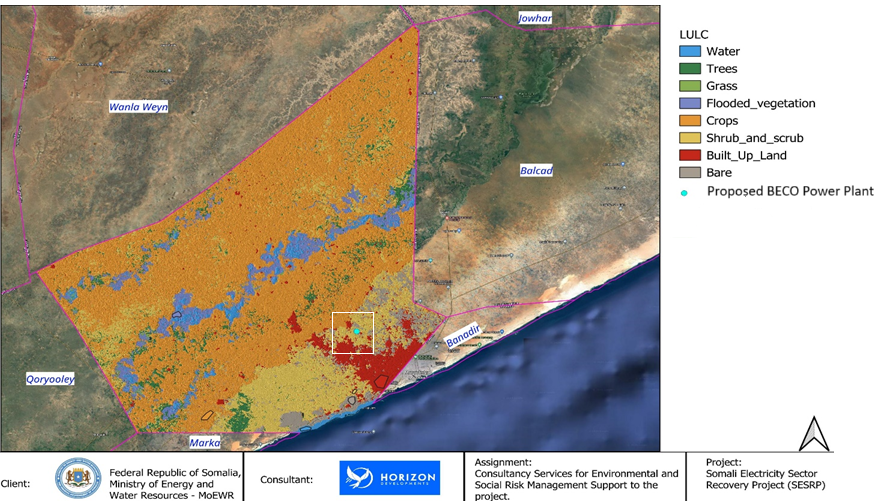 Jowhar
Wanla Weyn
Balcad
Banadir
Qoryooley
Marka
LULC
Water
Trees
Grass
Flooded_vegetation
Crops
Shrub_and_scrub
Built_Up_Land
Bare
Proposed BECO Power Plant
Client:
Federal Republic of Somalia,
Ministry of Energy and
Water Resources - MoEWR
Consultant:
HORIZON
DEVELOPMENTS
Assignment:
Consultancy Services for Environmental and
Social Risk Management Support to the
project.
Project:
Somali Electricity Sector
Recovery Project (SESRP)